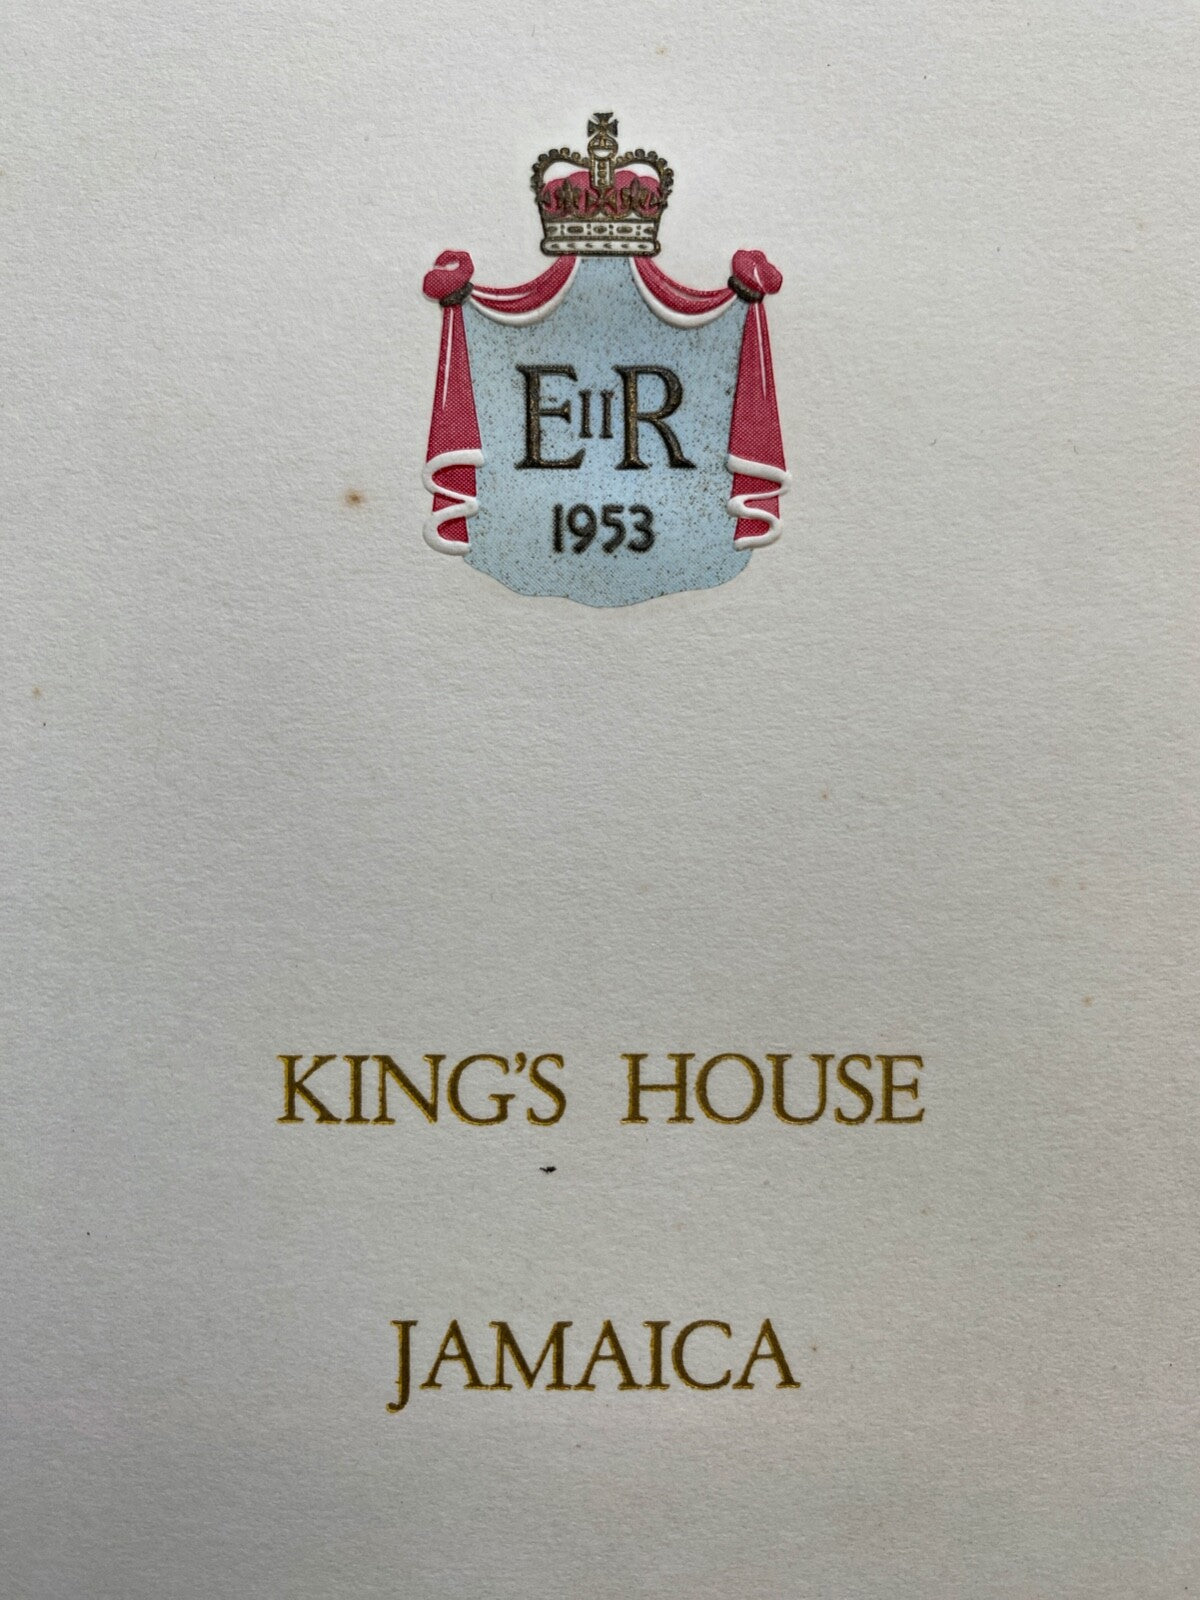 EIIR
1953
KING'S HOUSE
JAMAICA